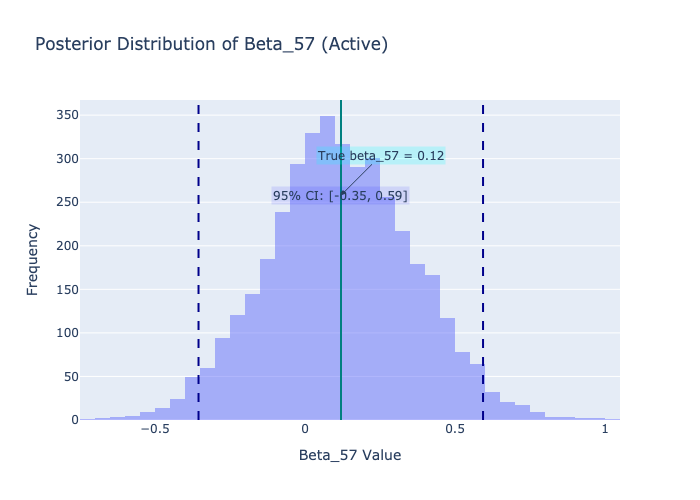 Posterior Distribution of Beta_57 (Active)
350
300
250
200
150
100
50
0
Frequency
True beta_57 = 0.12
95% CI: [-0.35, 0.59]
−0.5
0
0.5
1
Beta_57 Value